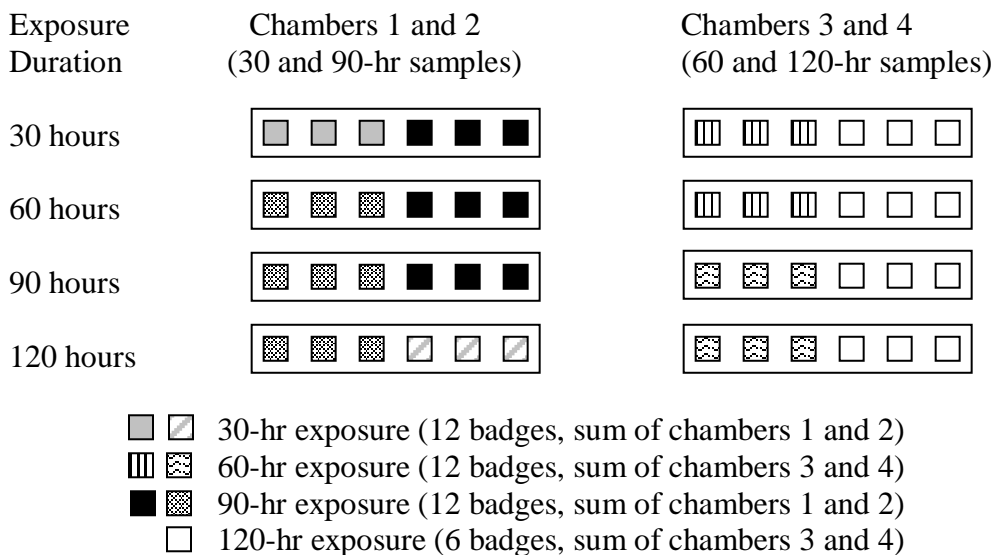 Exposure Chambers 1 and 2 Chambers 3 and 4
Duration (30 and 90-hr samples) (60 and 120-hr samples)
30 hours
60 hours
90 hours
120 hours
30-hr exposure (12 badges, sum of chambers 1 and 2)
60-hr exposure (12 badges, sum of chambers 3 and 4)
90-hr exposure (12 badges, sum of chambers 1 and 2)
120-hr exposure (6 badges, sum of chambers 3 and 4)